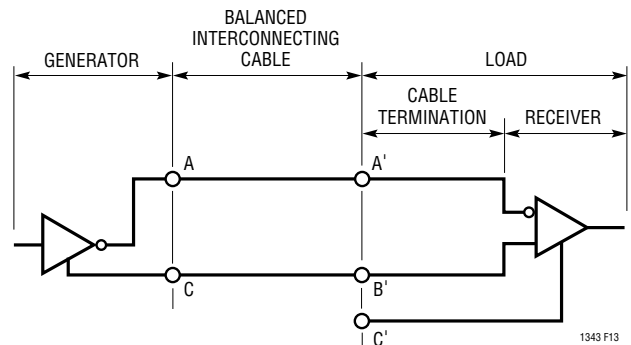 BALANCED
INTERCONNECTING
CABLE
GENERATOR
LOAD
CABLE
TERMINATION
RECEIVER
A
A'
C
B'
C'
1343 F13